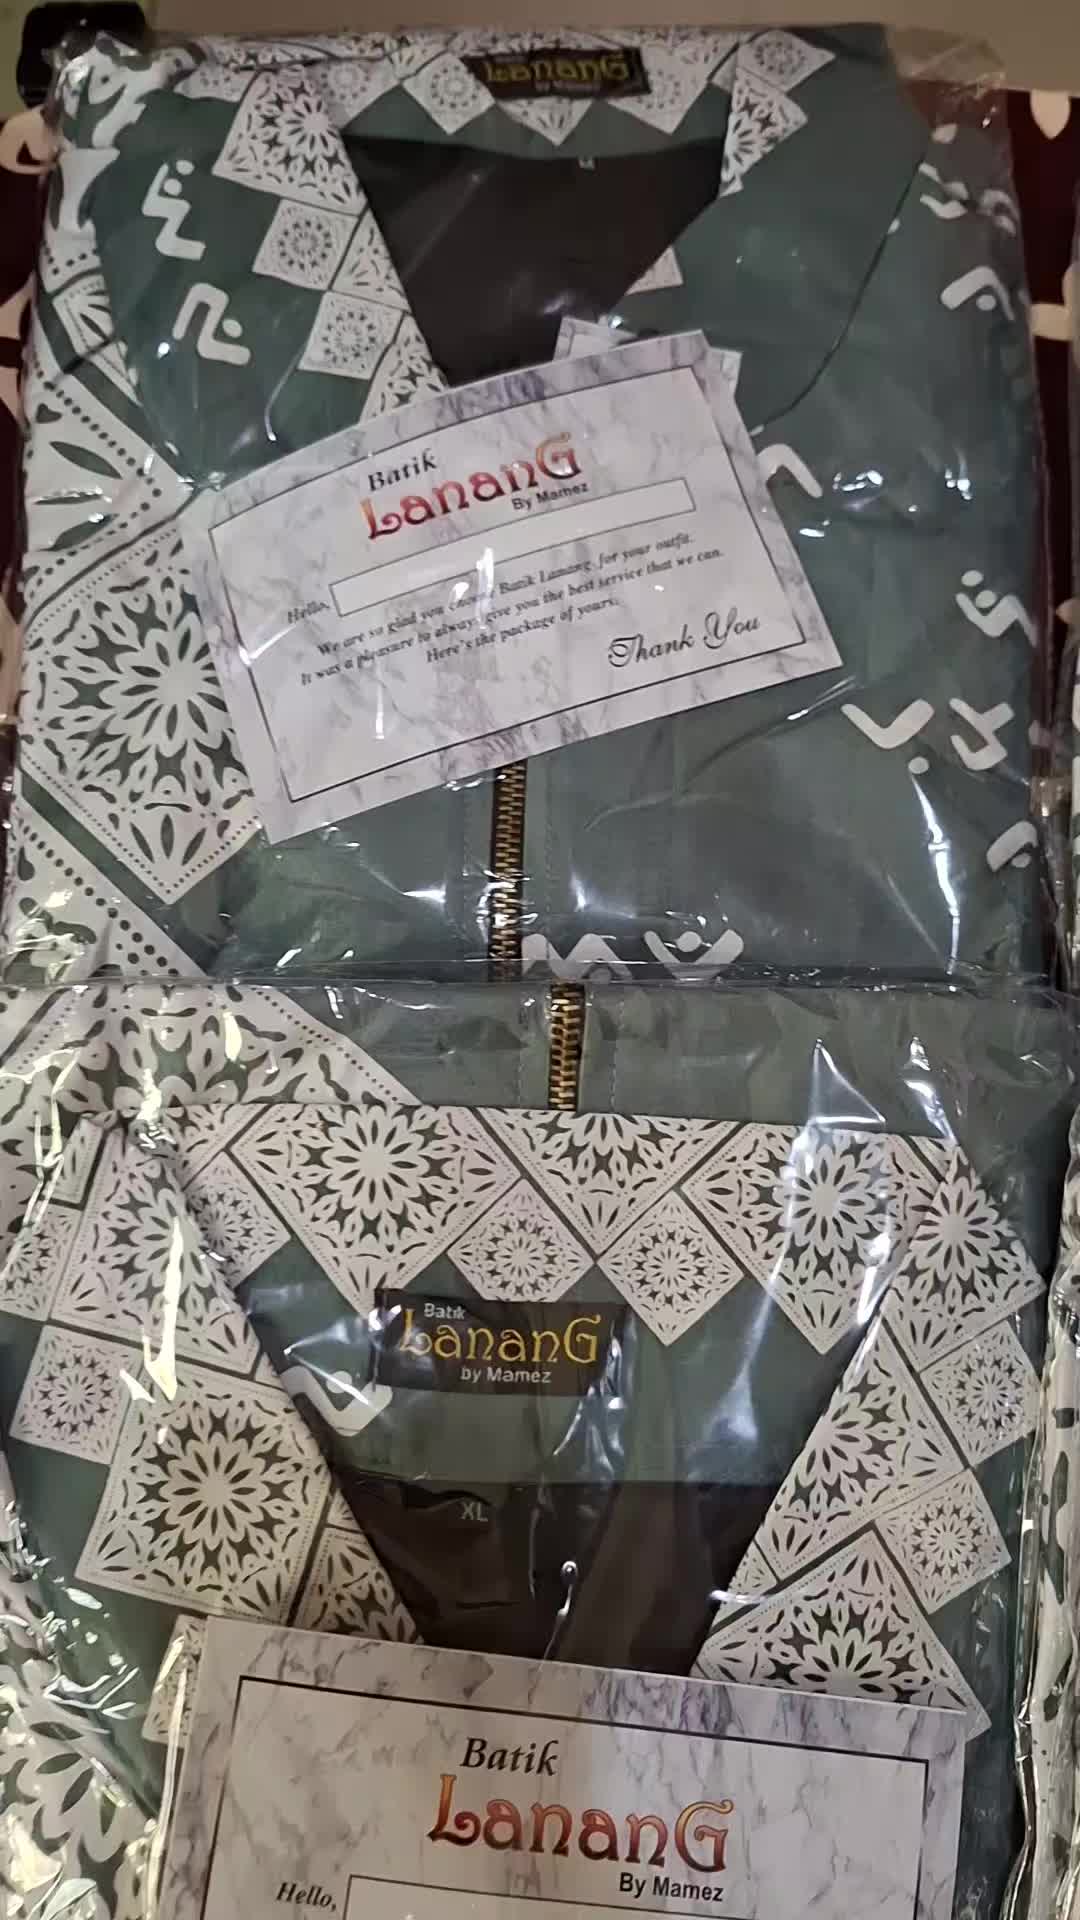 LananG
by Mamez
Batik
LananG
By Mamez
Hello,
We are so glad you choose Batik Lanang, for your outfit.
It was a pleasure to always give you the best service that we can.
Here's the package of yours.
Thank You
Batik
LananG
by Mamez
XL
Batik
LananG
By Mamez
Hello,